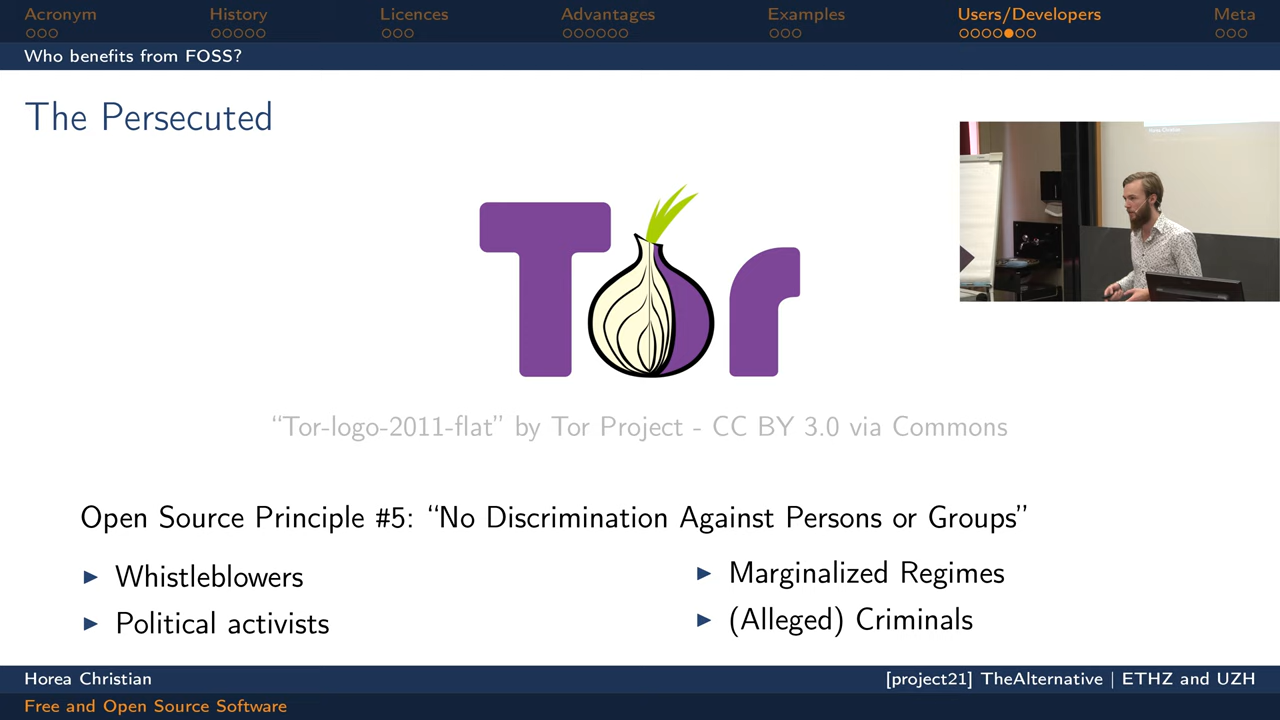 Acronym History Licences Advantages Examples Users/Developers Meta
Who benefits from FOSS?
The Persecuted
Tor
Horea Christian
“Tor-logo-2011-flat” by Tor Project - CC BY 3.0 via Commons
Open Source Principle #5: “No Discrimination Against Persons or Groups”
▶ Whistleblowers
▶ Political activists
▶ Marginalized Regimes
▶ (Alleged) Criminals
Horea Christian [project21] TheAlternative | ETHZ and UZH
Free and Open Source Software